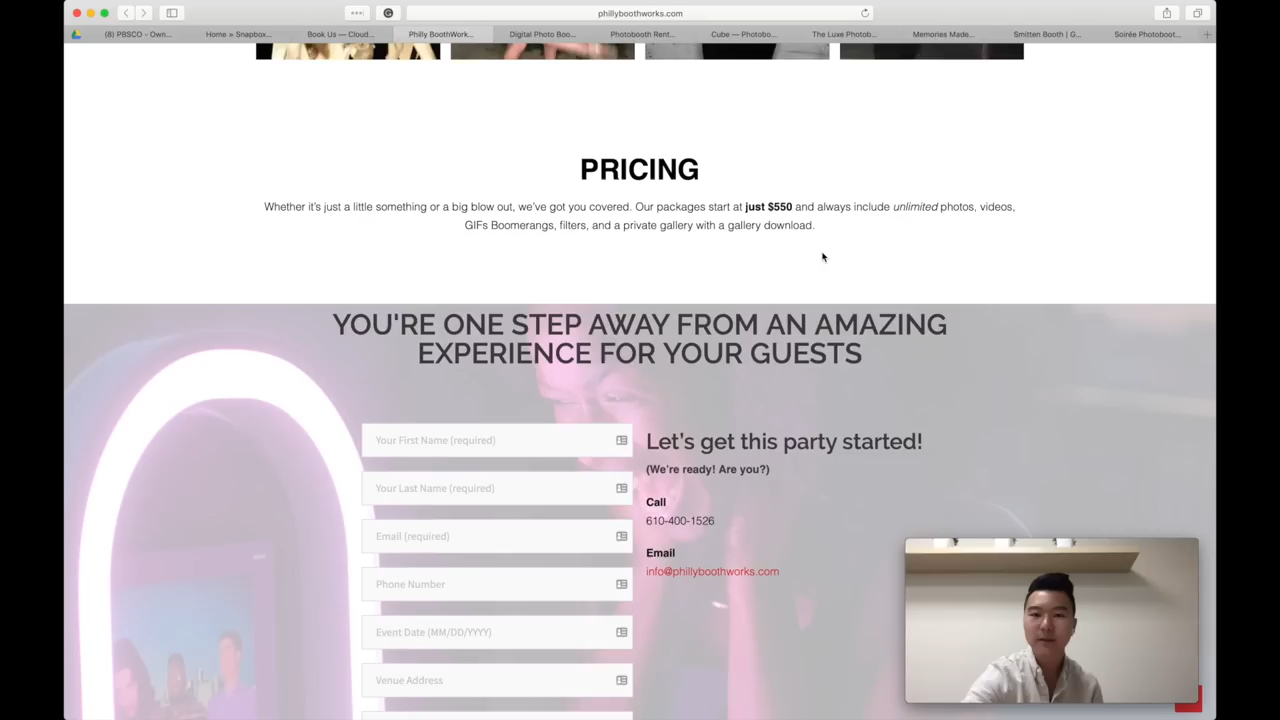 phillyboothworks.com
(8) PBSCO - Own...
Home » Snapbox...
Book Us — Cloud...
Philly BoothWork...
Digital Photo Boo...
Photobooth Rent...
Cube — Photobo...
The Luxe Photob...
Memories Made...
Smitten Booth | G...
Soirée Photoboot...
PRICING
Whether it's just a little something or a big blow out, we've got you covered. Our packages start at just $550 and always include unlimited photos, videos,
GIFs Boomerangs, filters, and a private gallery with a gallery download.
YOU'RE ONE STEP AWAY FROM AN AMAZING
EXPERIENCE FOR YOUR GUESTS
Your First Name (required)
Your Last Name (required)
Email (required)
Phone Number
Event Date (MM/DD/YYYY)
Venue Address
Let's get this party started!
(We're ready! Are you?)
Call
610-400-1526
Email
info@phillyboothworks.com